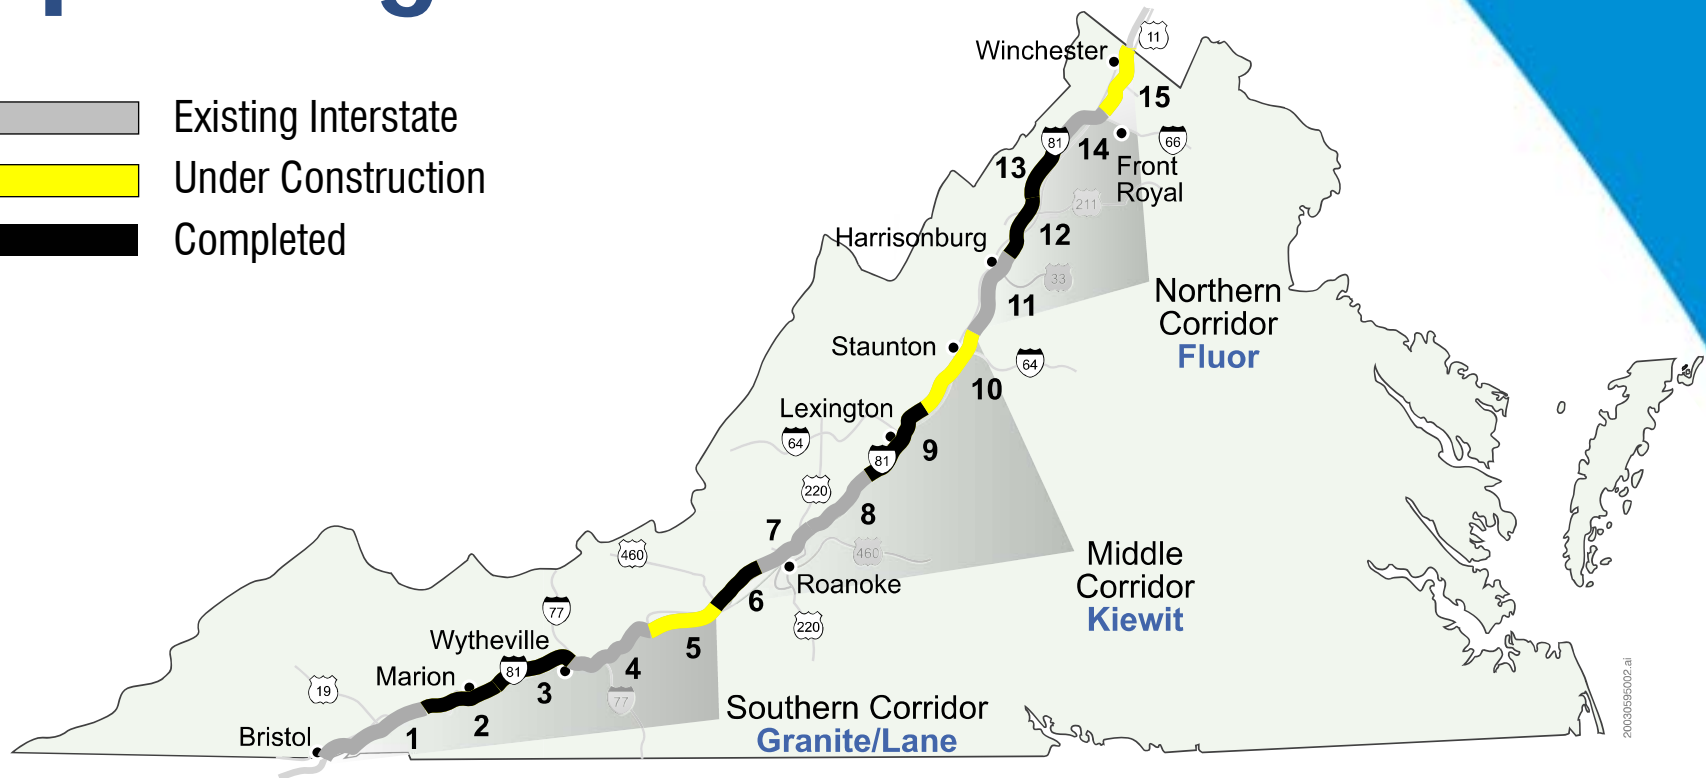 Existing Interstate
Under Construction
Completed
11
Winchester
15
81
14
66
13
Front
Royal
211
12
Harrisonburg
33
11
Northern
Corridor
Fluor
Staunton
64
10
Lexington
64
81
9
220
8
7
460
460
Roanoke
Middle
Corridor
Kiewit
6
77
220
Wytheville
5
4
81
Marion
3
77
19
2
Southern Corridor
Granite/Lane
Bristol
1
20030595002.ai